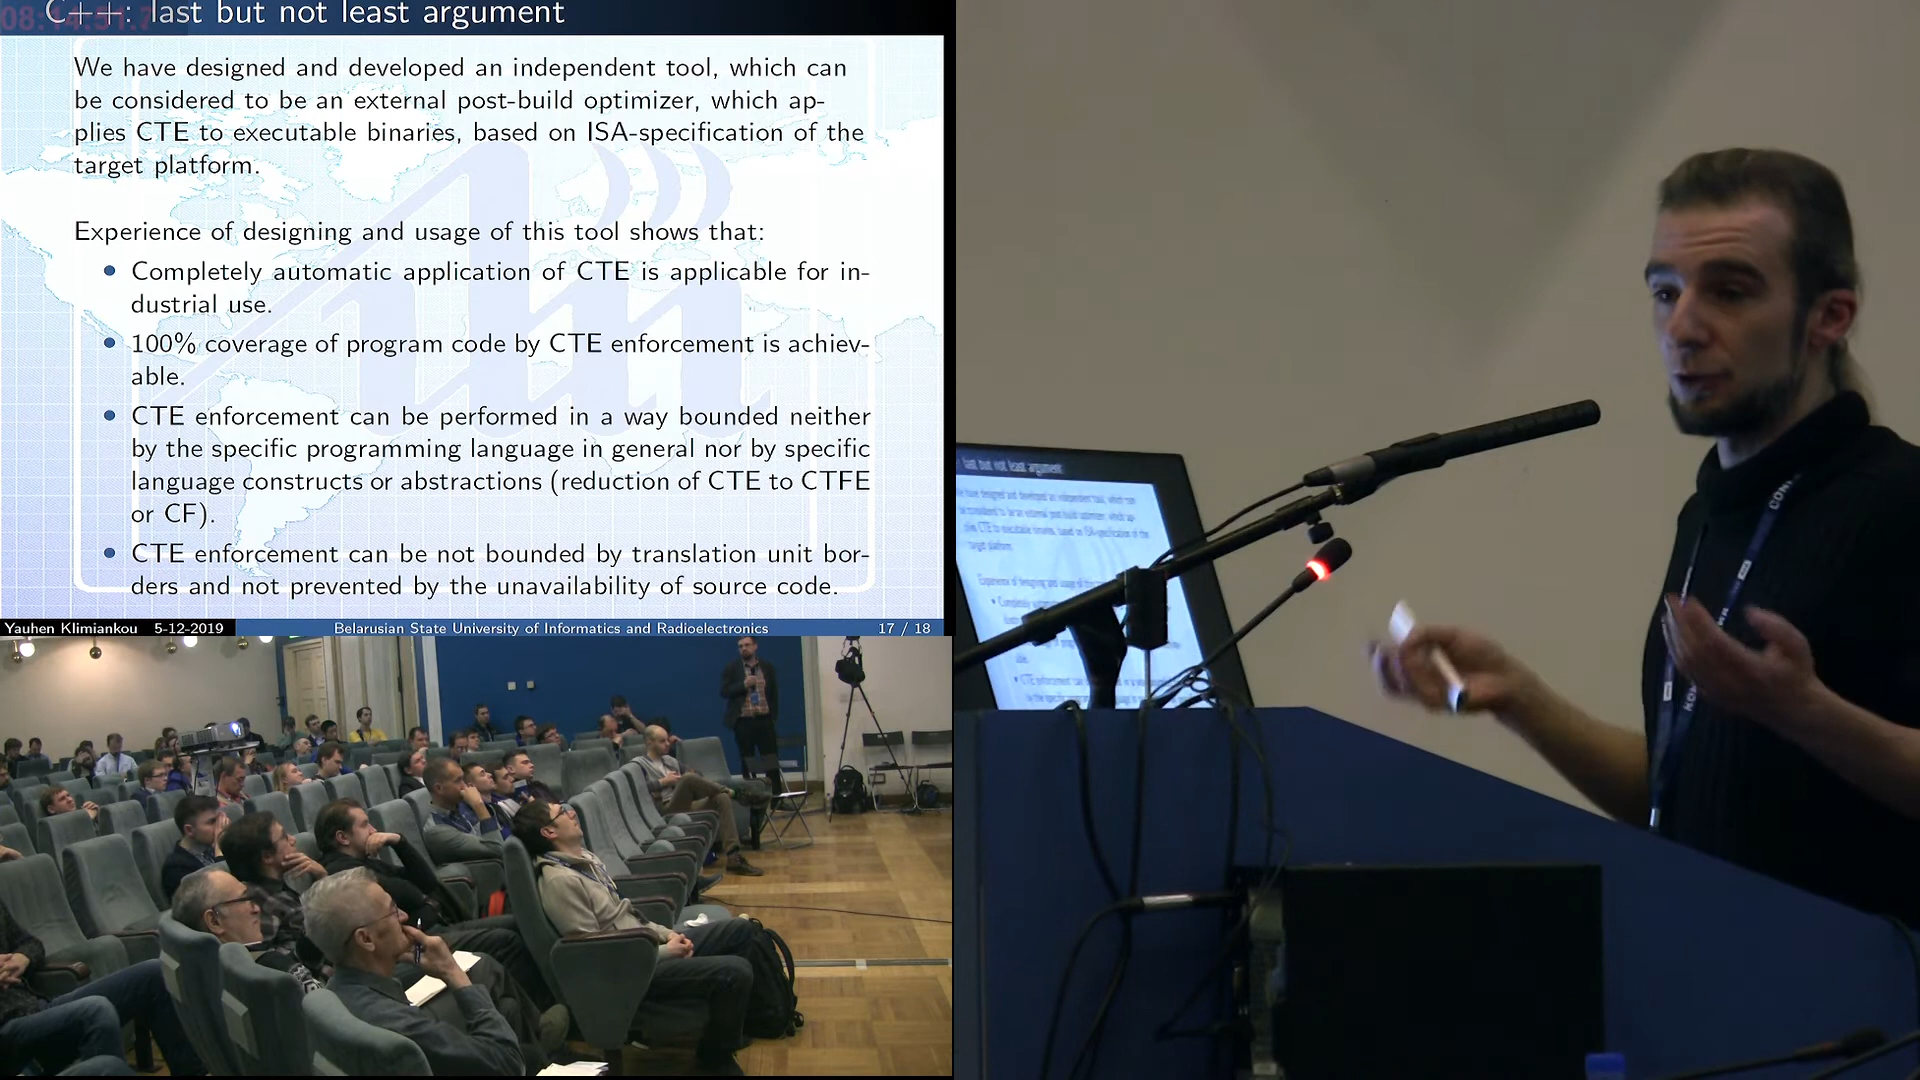 C++: last but not least argument
We have designed and developed an independent tool, which can
be considered to be an external post-build optimizer, which ap-
plies CTE to executable binaries, based on ISA-specification of the
target platform.
Experience of designing and usage of this tool shows that:
• Completely automatic application of CTE is applicable for in-
dustrial use.
• 100% coverage of program code by CTE enforcement is achiev-
able.
• CTE enforcement can be performed in a way bounded neither
by the specific programming language in general nor by specific
language constructs or abstractions (reduction of CTE to CTFE
or CF).
• CTE enforcement can be not bounded by translation unit bor-
ders and not prevented by the unavailability of source code.
Yauhen Klimiankou 5-12-2019 Belarusian State University of Informatics and Radioelectronics 17 / 18
last but not least argument